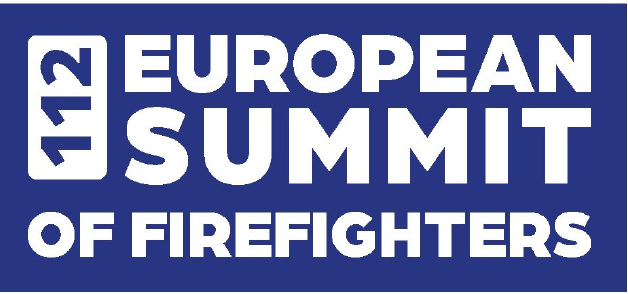 112
EUROPEAN
SUMMIT
OF FIREFIGHTERS